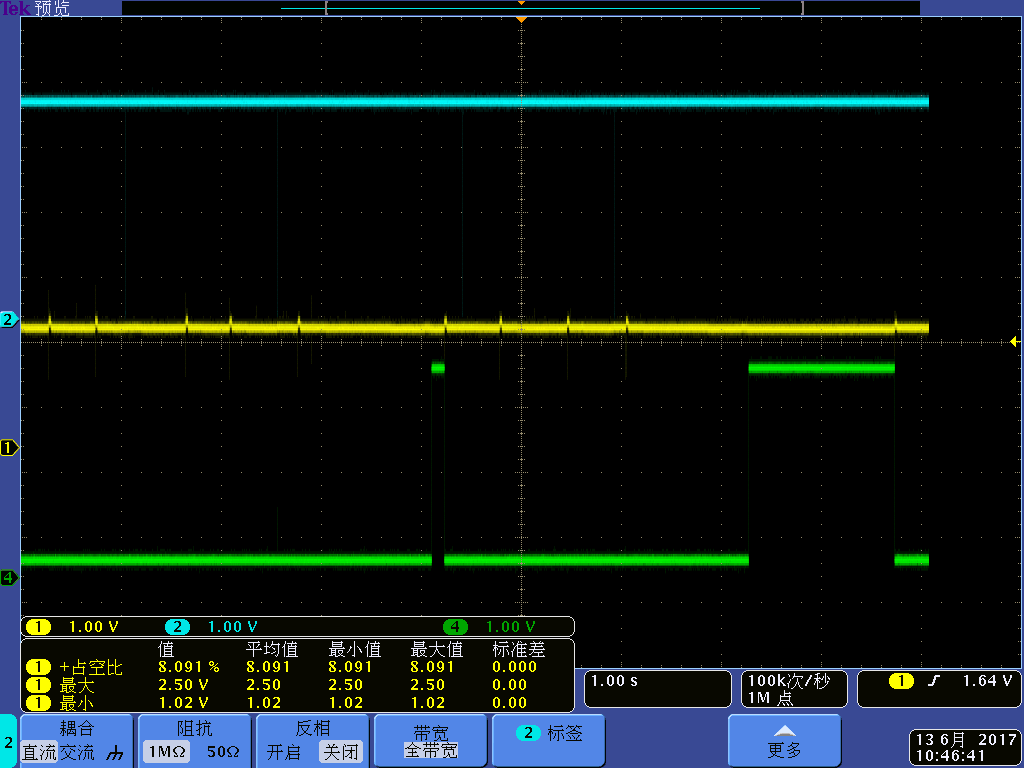 Tek 预览
2
1
4
1 1.00 V 2 1.00 V 4 1.00 V
值 平均值 最小值 最大值 标准差
1 +占空比 8.091 % 8.091 8.091 8.091 0.000
1 最大 2.50 V 2.50 2.50 2.50 0.00
1 最小 1.02 V 1.02 1.02 1.02 0.00
1.00 s
100k次/秒
1M 点
1 1.64 V
2
耦合
直流 交流
阻抗
1MΩ 50Ω
反相
开启 关闭
带宽
全带宽
2 标签
更多
13 6月 2017
10:46:41